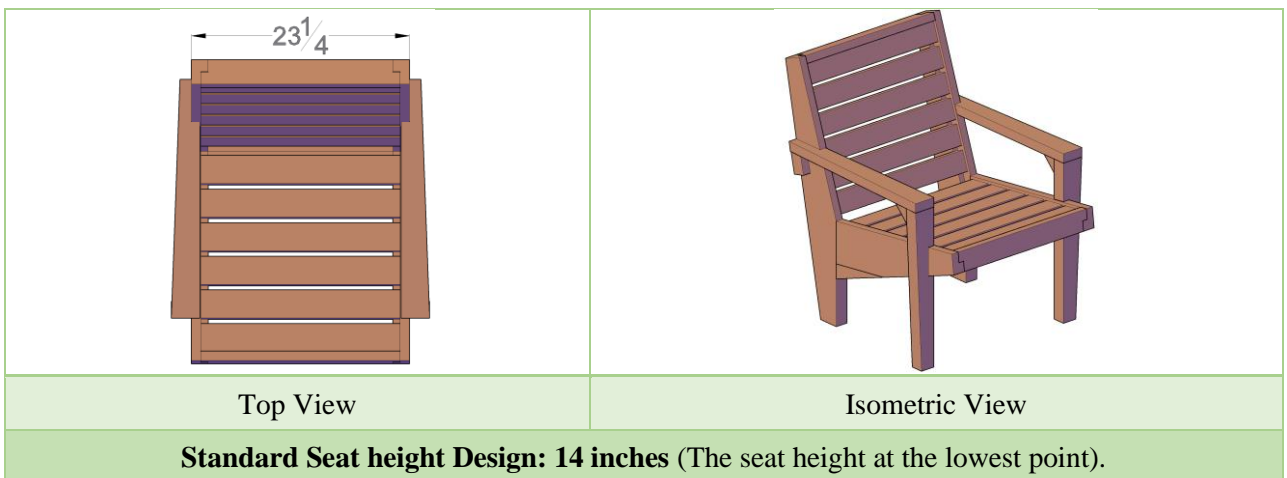 23 1/4
Top View
Isometric View
Standard Seat height Design: 14 inches (The seat height at the lowest point).